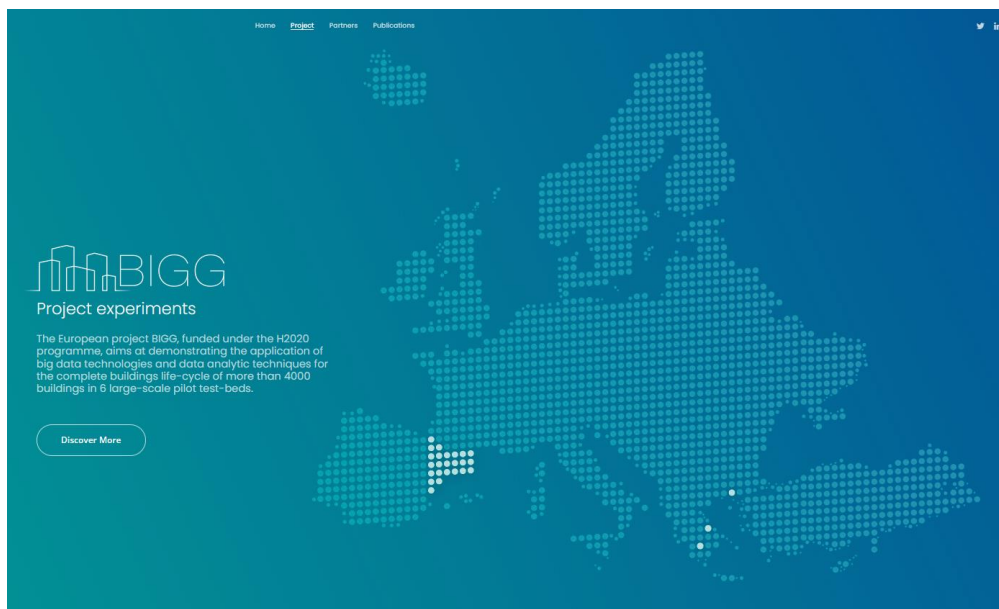 Home Project Partners Publications
BIGG
Project experiments
The European project BIGG, funded under the H2020
programme, aims at demonstrating the application of
big data technologies and data analytic techniques for
the complete buildings life-cycle of more than 4000
buildings in 6 large-scale pilot test-beds.
Discover More